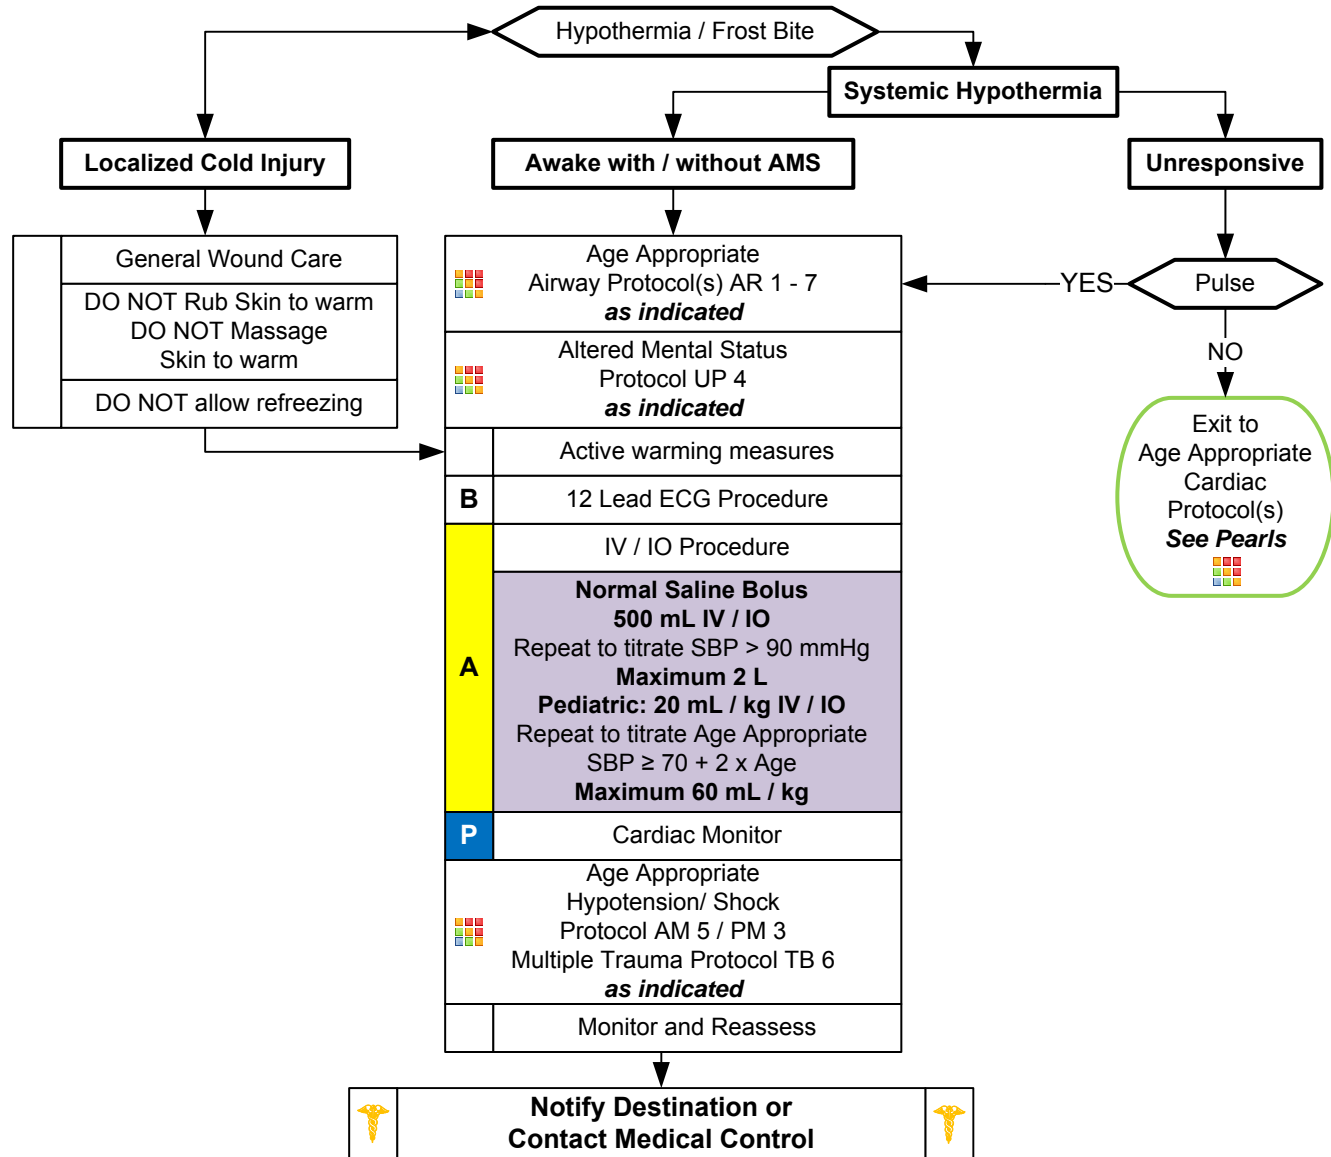 Hypothermia / Frost Bite
Systemic Hypothermia
Localized Cold Injury
Awake with / without AMS
Unresponsive
General Wound Care
DO NOT Rub Skin to warm
DO NOT Massage
Skin to warm
DO NOT allow refreezing
Age Appropriate
Airway Protocol(s) AR 1 - 7
as indicated
YES
Pulse
NO
Altered Mental Status
Protocol UP 4
as indicated
Exit to
Age Appropriate
Cardiac
Protocol(s)
See Pearls
Active warming measures
B
12 Lead ECG Procedure
A
IV / IO Procedure
Normal Saline Bolus
500 mL IV / IO
Repeat to titrate SBP > 90 mmHg
Maximum 2 L
Pediatric: 20 mL / kg IV / IO
Repeat to titrate Age Appropriate
SBP ≥ 70 + 2 x Age
Maximum 60 mL / kg
P
Cardiac Monitor
Age Appropriate
Hypotension/ Shock
Protocol AM 5 / PM 3
Multiple Trauma Protocol TB 6
as indicated
Monitor and Reassess
Notify Destination or
Contact Medical Control